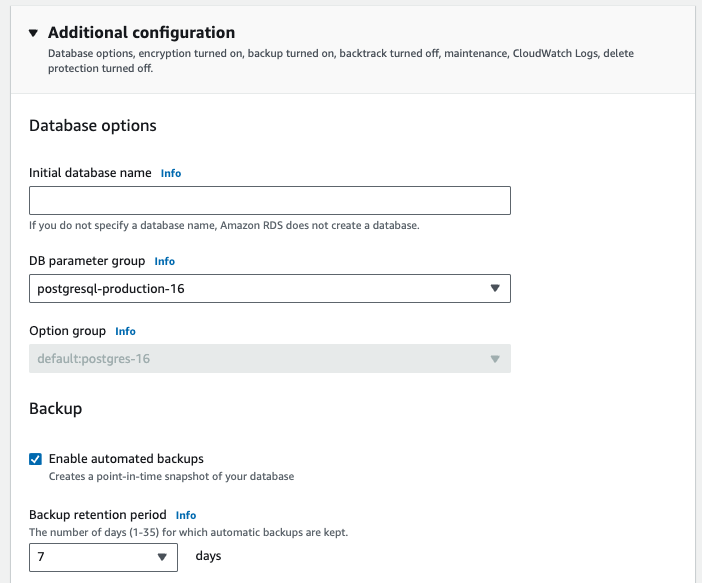 Additional configuration
Database options, encryption turned on, backup turned on, backtrack turned off, maintenance, CloudWatch Logs, delete
protection turned off.
Database options
Initial database name Info
If you do not specify a database name, Amazon RDS does not create a database.
DB parameter group Info
postgresql-production-16
Option group Info
default:postgres-16
Backup
Enable automated backups
Creates a point-in-time snapshot of your database
Backup retention period Info
The number of days (1-35) for which automatic backups are kept.
7 days